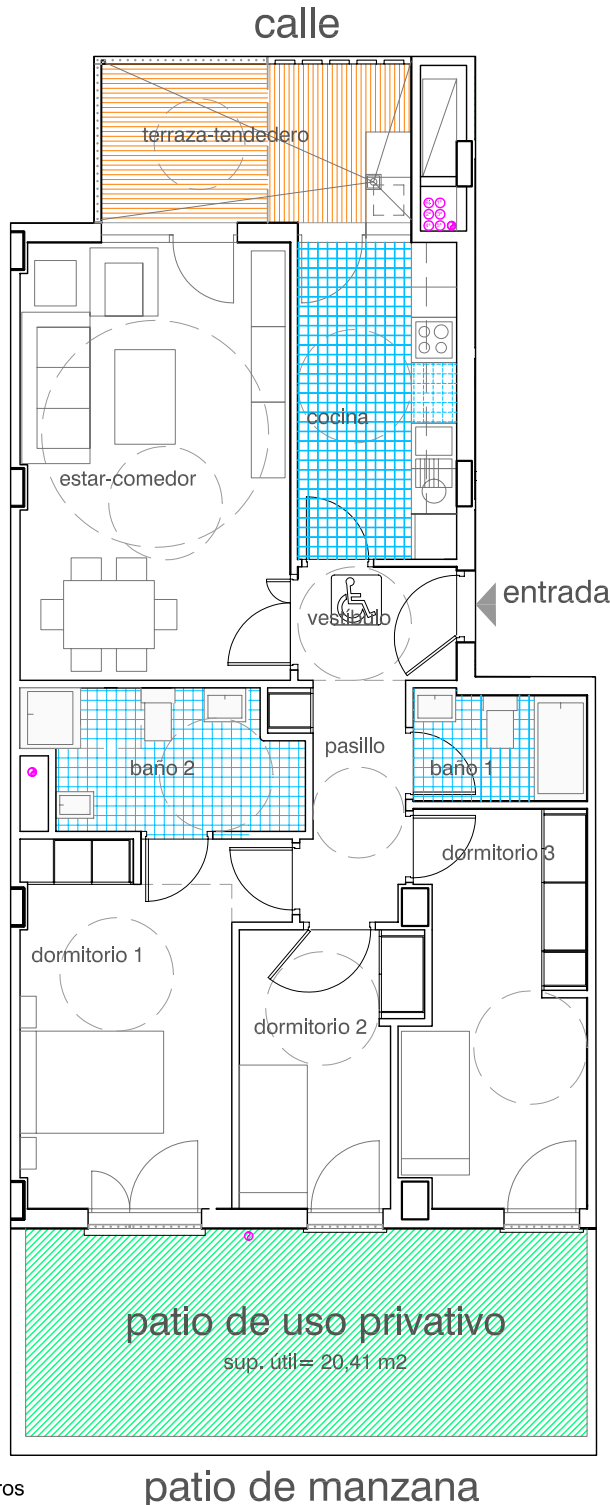 calle
terraza-tendedero
cocina
estar-comedor
entrada
vestíbulo
pasillo
baño 2
baño 1
dormitorio 3
dormitorio 1
dormitorio 2
patio de uso privativo
sup. útil= 20,41 m2
ros
patio de manzana